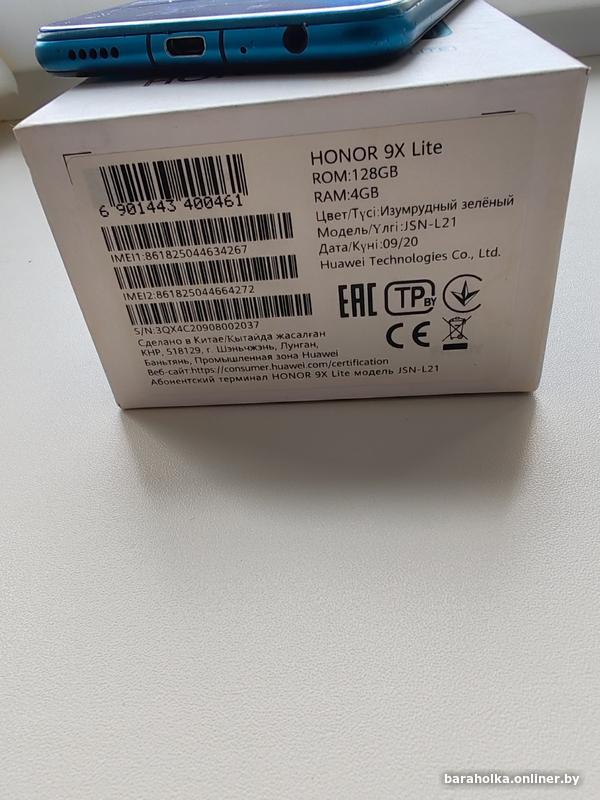 HONOR 9X Lite
ROM:128GB
RAM:4GB
Цвет/Түсі:Изумрудный зелёный
Модель/Үлгі:JSN-L21
Дата/Күні:09/20
Huawei Technologies Co., Ltd.
6 901443 400461
IMEI1:861825044634267
IMEI2:861825044664272
S/N:3QX4C20908002037
Сделано в Китае/Қытайда жасалған
КНР, 518129, г. Шэньчжэнь, Лунган,
Баньтянь, Промышленная зона Huawei
Веб-сайт:https://consumer.huawei.com/certification
Абонентский терминал HONOR 9X Lite модель JSN-L21
EAC TP BY
CE
baraholka.onliner.by